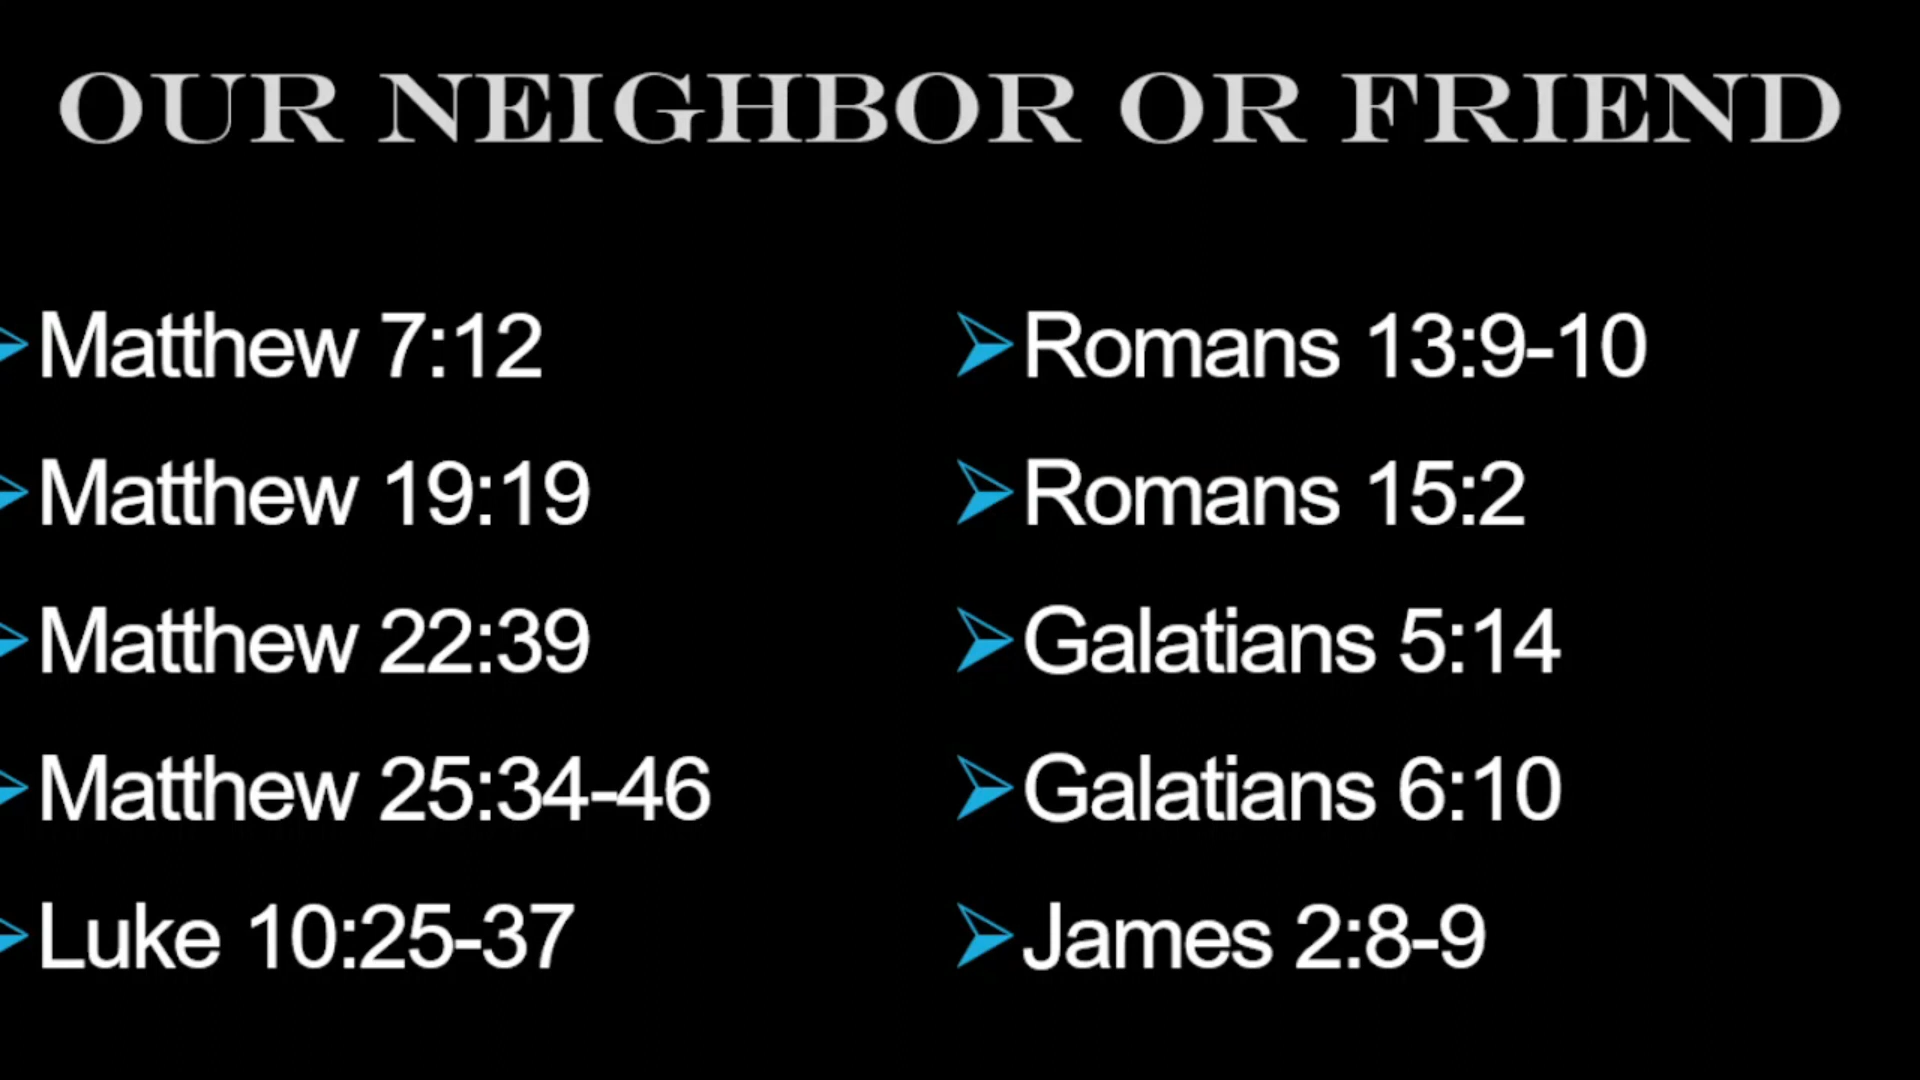 OUR NEIGHBOR OR FRIEND
Matthew 7:12
Matthew 19:19
Matthew 22:39
Matthew 25:34-46
Luke 10:25-37
Romans 13:9-10
Romans 15:2
Galatians 5:14
Galatians 6:10
James 2:8-9